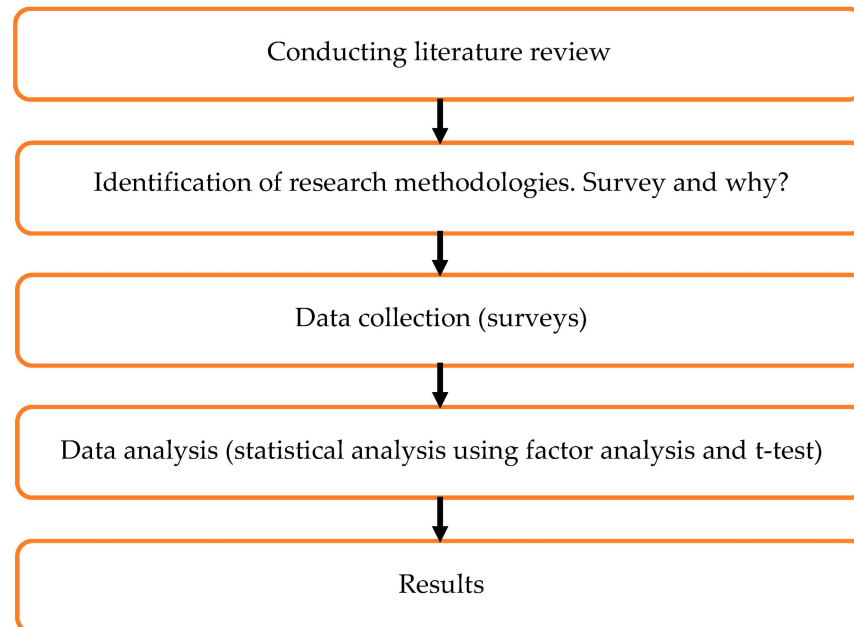 Conducting literature review
Identification of research methodologies. Survey and why?
Data collection (surveys)
Data analysis (statistical analysis using factor analysis and t-test)
Results